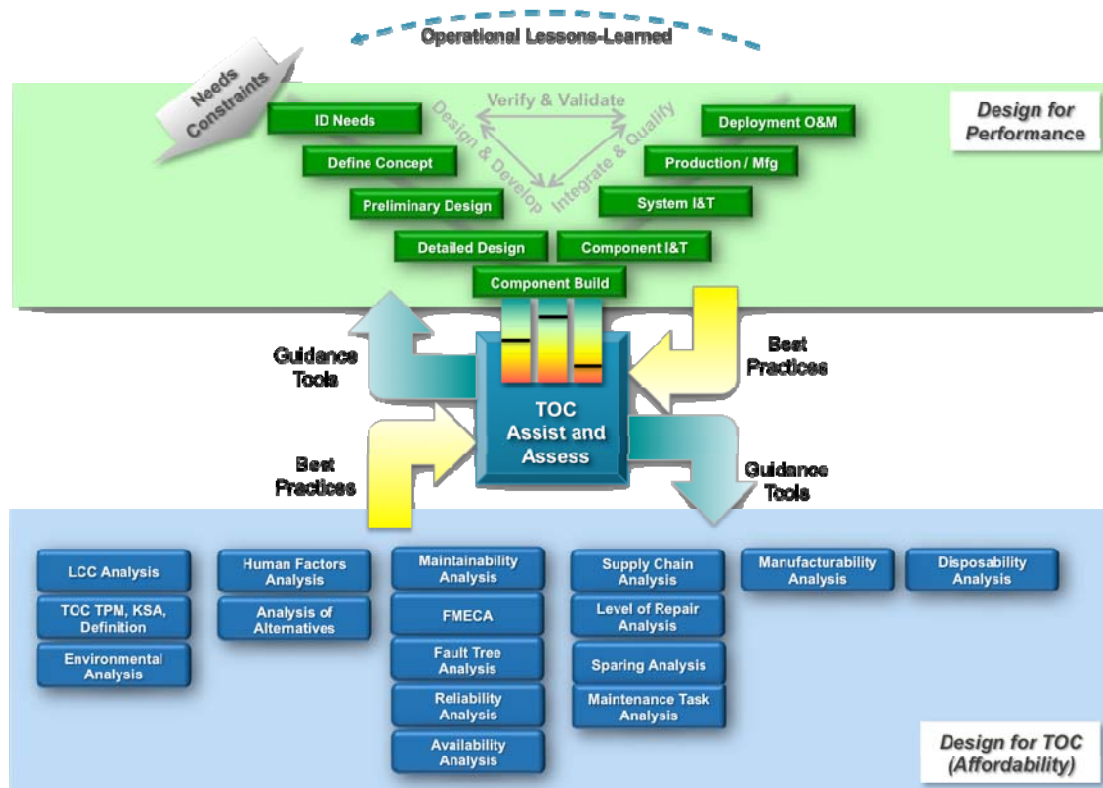 Operational Lessons-Learned
Needs
Constraints
Verify & Validate
Design & Develop
Integrate & Qualify
Design for
Performance
ID Needs
Define Concept
Preliminary Design
Detailed Design
Component Build
Component I&T
System I&T
Production / Mfg
Deployment O&M
Guidance
Tools
Best
Practices
TOC
Assist and
Assess
Best
Practices
Guidance
Tools
LCC Analysis
TOC TPM, KSA,
Definition
Environmental
Analysis
Human Factors
Analysis
Analysis of
Alternatives
Maintainability
Analysis
FMECA
Fault Tree
Analysis
Reliability
Analysis
Availability
Analysis
Supply Chain
Analysis
Level of Repair
Analysis
Sparing Analysis
Maintenance Task
Analysis
Manufacturability
Analysis
Disposability
Analysis
Design for TOC
(Affordability)